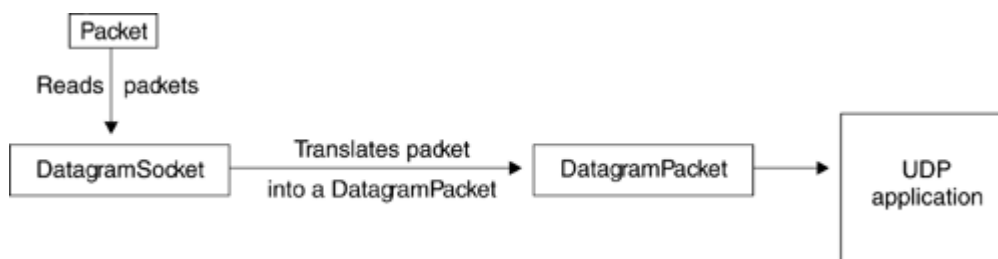 Packet
Reads packets
DatagramSocket
Translates packet
into a DatagramPacket
DatagramPacket
UDP
application